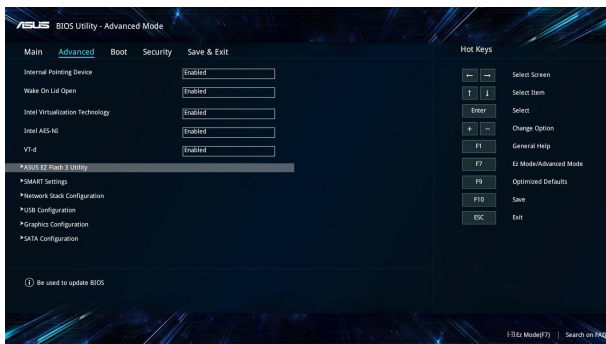 ASUS BIOS Utility - Advanced Mode
Main Advanced Boot Security Save & Exit
Internal Pointing Device Enabled
Wake On Lid Open Enabled
Intel Virtualization Technology Enabled
Intel AES-NI Enabled
VT-d Enabled
ASUS EZ Flash 3 Utility
SMART Settings
Network Stack Configuration
USB Configuration
Graphics Configuration
SATA Configuration
Be used to update BIOS
Hot Keys
← → Select Screen
↑ ↓ Select Item
Enter Select
+ - Change Option
F1 General Help
F7 Ez Mode/Advanced Mode
F9 Optimized Defaults
F10 Save
ESC Exit
Ez Mode(F7) | Search on FAQ